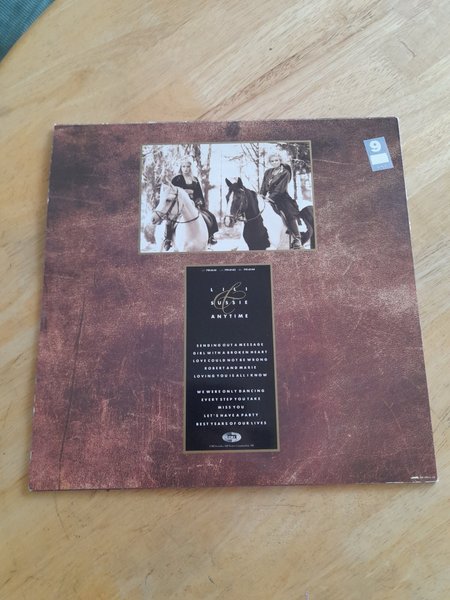 9
LILI
&
SUSSIE
ANYTIME
SENDING OUT A MESSAGE
GIRL WITH A BROKEN HEART
LOVE COULD NOT BE WRONG
ROBERT AND MARIE
LOVING YOU IS ALL I KNOW
WE WERE ONLY DANCING
EVERY STEP YOU TAKE
MISS YOU
LET'S HAVE A PARTY
BEST YEARS OF OUR LIVES